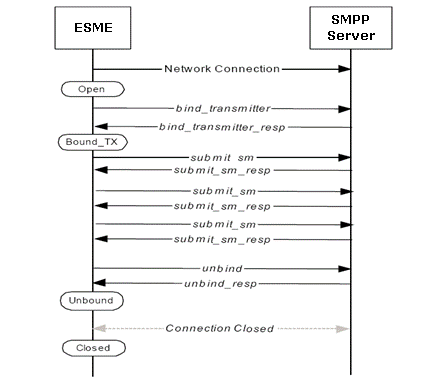 ESME
SMPP
Server
Network Connection
Open
bind_transmitter
bind_transmitter_resp
Bound_TX
submit_sm
submit_sm_resp
submit_sm
submit_sm_resp
submit_sm
submit_sm_resp
unbind
unbind_resp
Unbound
Connection Closed
Closed